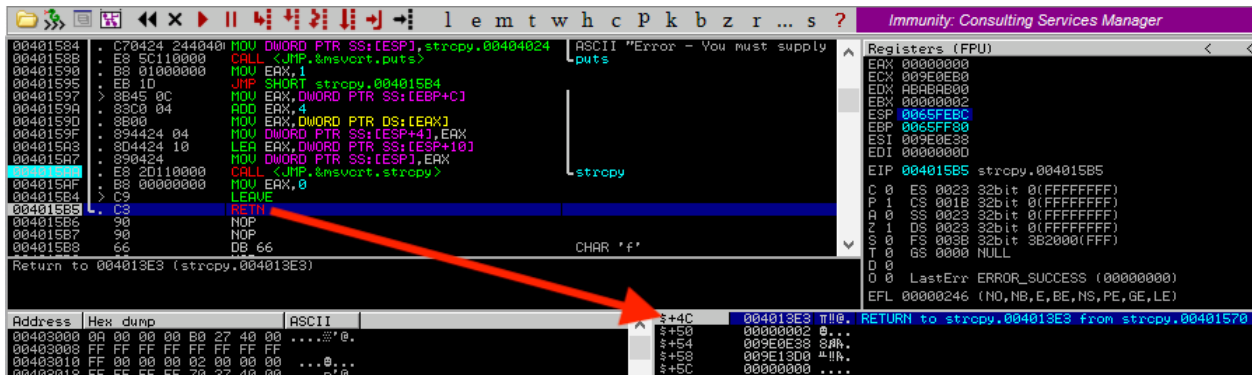 l e m t w h c P k b z r ... s ? Immunity: Consulting Services Manager
00401584 . C70424 244040( MOV DWORD PTR SS:[ESP],strcpy.00404024 ASCII "Error - You must supply
0040158B . E8 5C110000 CALL <JMP.&msvcrt.puts> puts
00401590 . B8 01000000 MOV EAX,1
00401595 . EB 1D JMP SHORT strcpy.004015B4
00401597 > 8B45 0C MOV EAX,DWORD PTR SS:[EBP+C]
0040159A . 83C0 04 ADD EAX,4
0040159D . 8B00 MOV EAX,DWORD PTR DS:[EAX]
0040159F . 894424 04 MOV DWORD PTR SS:[ESP+4],EAX
004015A3 . 8D4424 10 LEA EAX,DWORD PTR SS:[ESP+10]
004015A7 . 890424 MOV DWORD PTR SS:[ESP],EAX
004015AA . E8 2D110000 CALL <JMP.&msvcrt.strcpy> strcpy
004015AF . B8 00000000 MOV EAX,0
004015B4 > C9 LEAVE
004015B5 . C3 RETN
004015B6 90 NOP
004015B7 90 NOP
004015B8 66 DB 66 CHAR 'f'
Return to 004013E3 (strcpy.004013E3)
Registers (FPU) < <
EAX 00000000
ECX 009E0EB0
EDX ABABAB00
EBX 00000002
ESP 0065FEBC
EBP 0065FF80
ESI 009E0E38
EDI 0000000D
EIP 004015B5 strcpy.004015B5
C 0 ES 0023 32bit 0(FFFFFFFF)
P 1 CS 001B 32bit 0(FFFFFFFF)
A 0 SS 0023 32bit 0(FFFFFFFF)
Z 1 DS 0023 32bit 0(FFFFFFFF)
S 0 FS 003B 32bit 3B2000(FFF)
T 0 GS 0000 NULL
D 0
O 0 LastErr ERROR_SUCCESS (00000000)
EFL 00000246 (NO,NB,E,BE,NS,PE,GE,LE)
Address Hex dump ASCII
00403000 0A 00 00 00 B0 27 40 00
00403008 FF FF FF FF FF FF FF FF
00403010 FF 00 00 00 02 00 00 00
00403018 FF FF FF FF 70 37 40 00
$+4C 004013E3 RETURN to strcpy.004013E3 from strcpy.00401570
$+50 00000002
$+54 009E0E38
$+58 009E13D0
$+5C 00000000 ....